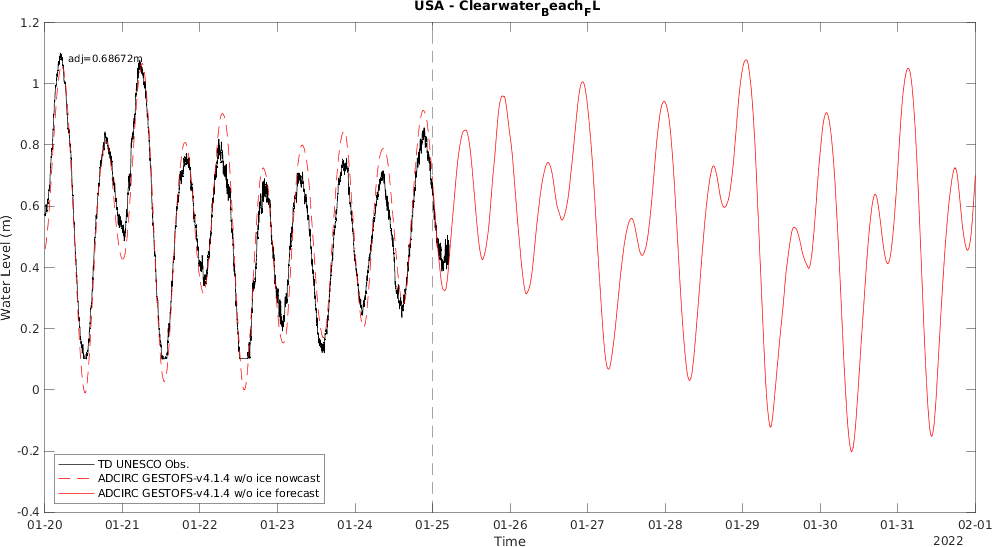 USA - ClearwaterBeachFL
1.2
1
0.8
0.6
0.4
0.2
0
-0.2
-0.4
Water Level (m)
adj=0.68672m
TD UNESCO Obs.
ADCIRC GESTOFS-v4.1.4 w/o ice nowcast
ADCIRC GESTOFS-v4.1.4 w/o ice forecast
01-20 01-21 01-22 01-23 01-24 01-25 01-26 01-27 01-28 01-29 01-30 01-31 02-01
Time
2022